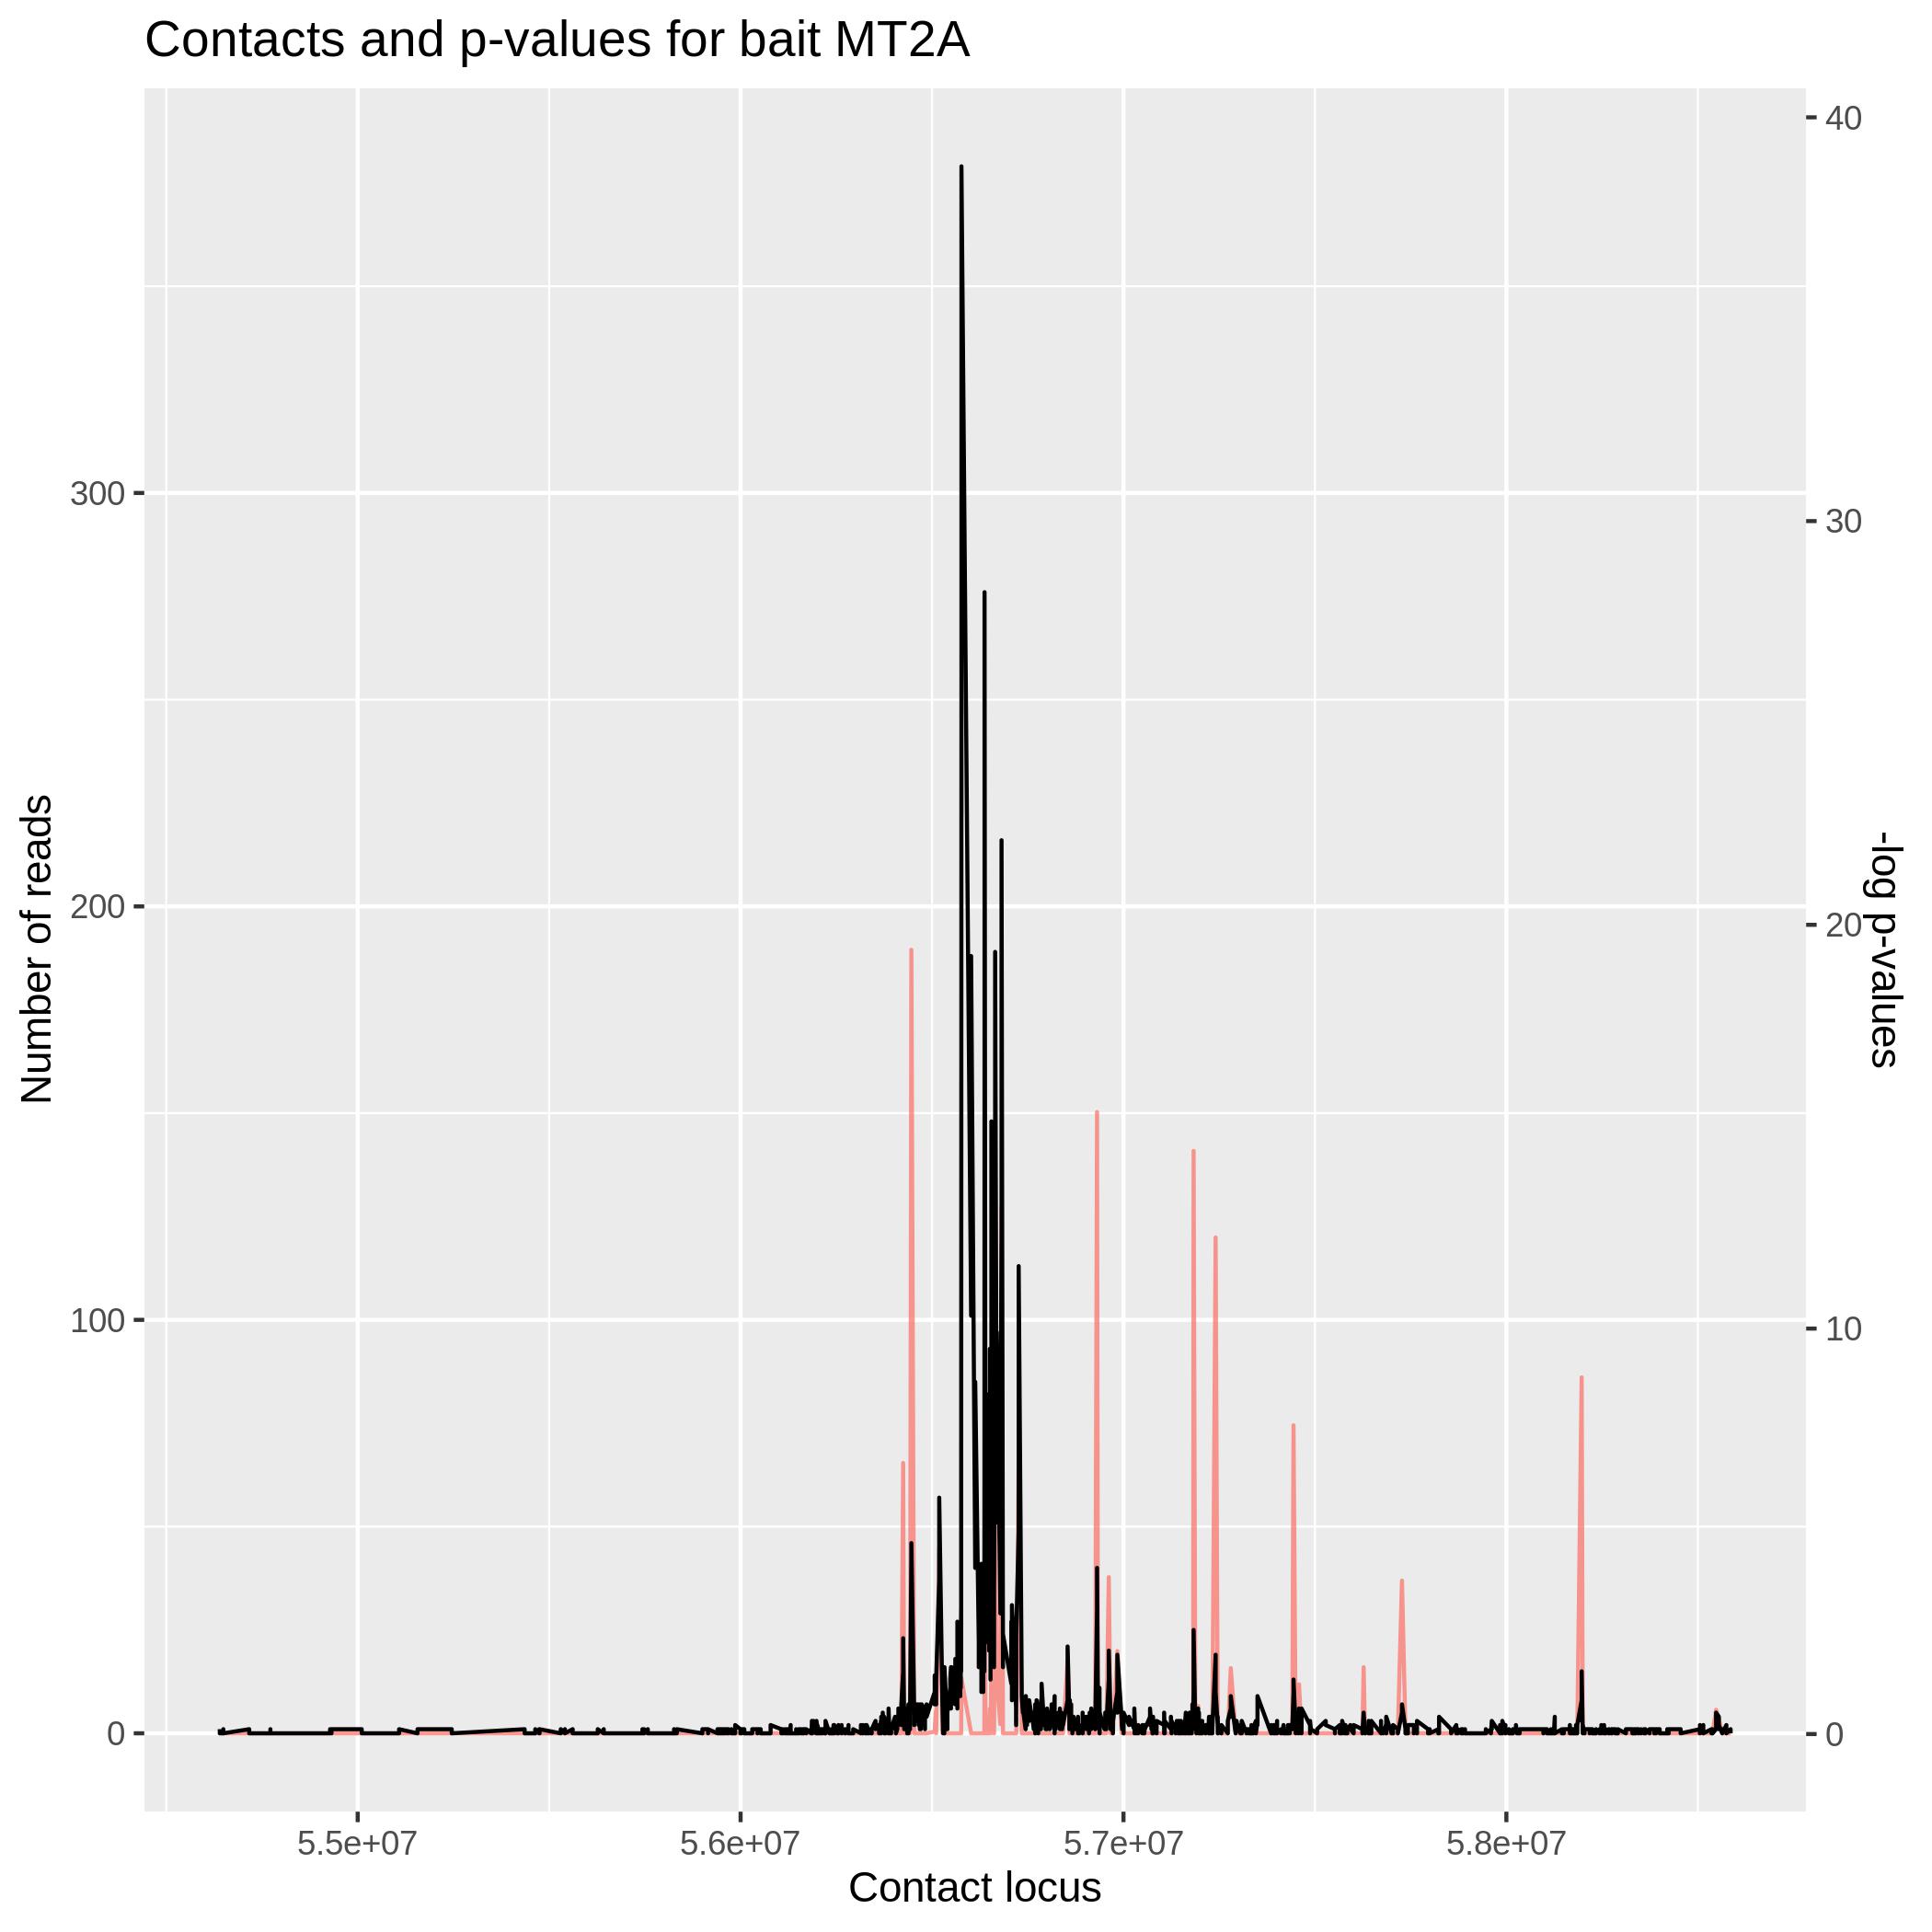 Contacts and p-values for bait MT2A
Number of reads
300
200
100
0
40
30
20
10
0
-log p-values
5.5e+07
5.6e+07
5.7e+07
5.8e+07
Contact locus